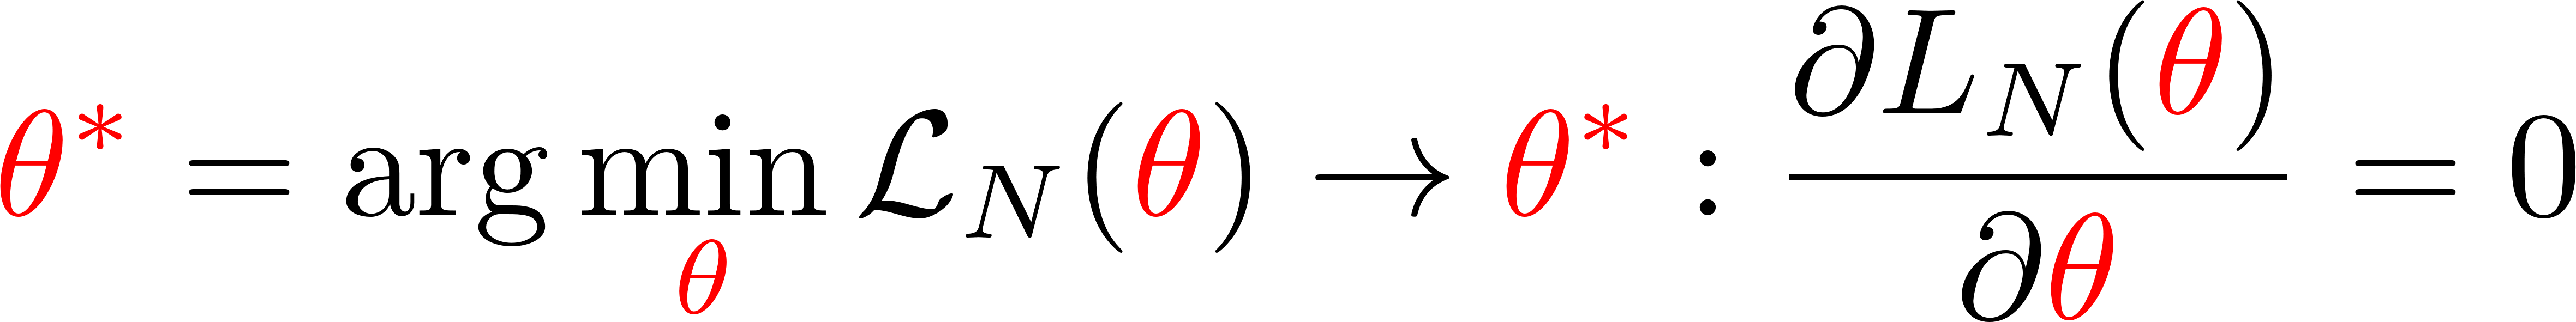 θ* = arg min_θ 𝓛_N(θ) → θ* : ∂L_N(θ)/∂θ = 0